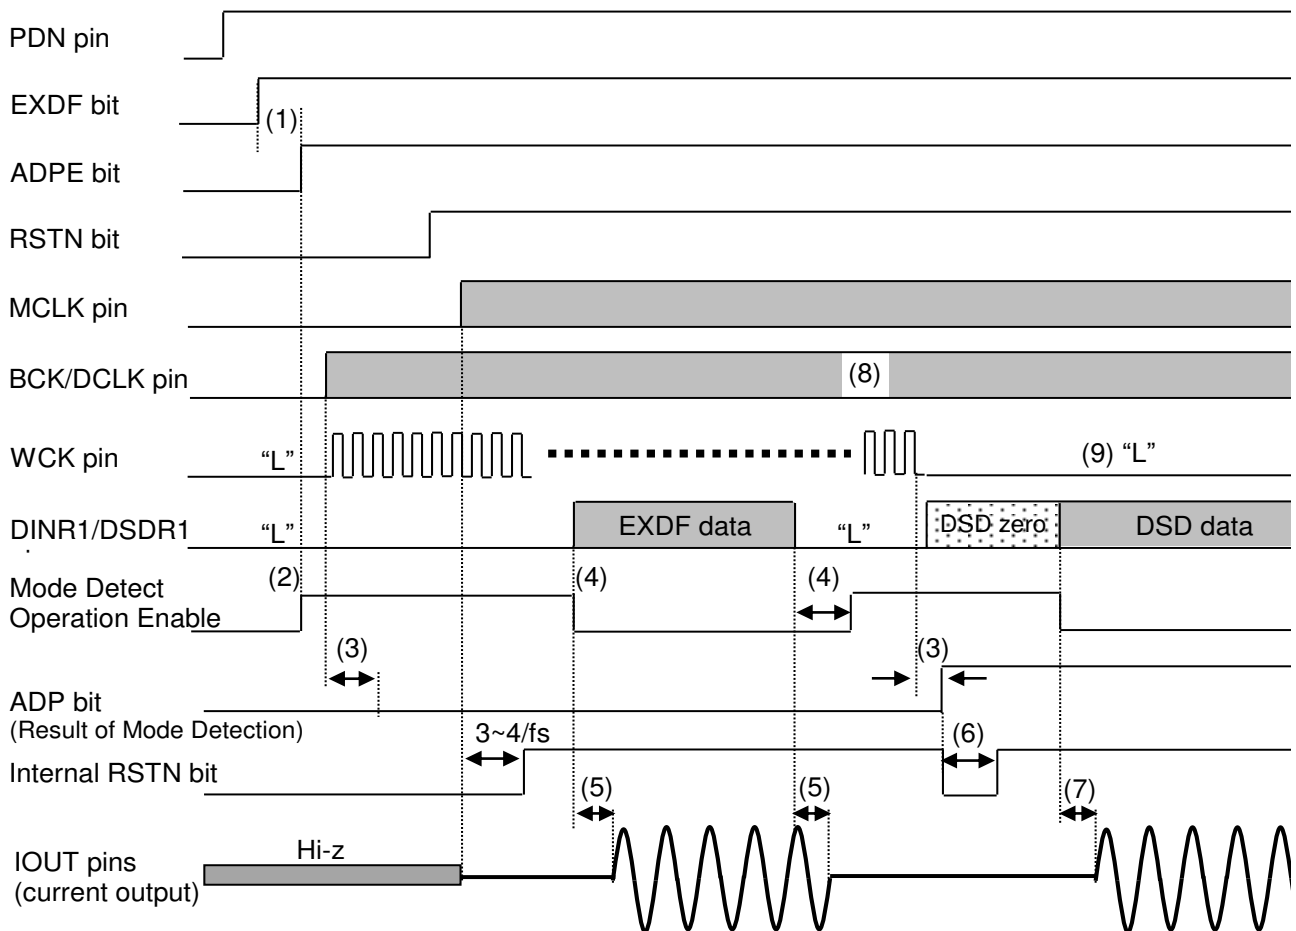 PDN pin
EXDF bit
(1)
ADPE bit
RSTN bit
MCLK pin
BCK/DCLK pin
(8)
WCK pin
“L”
(9) “L”
DINR1/DSDR1
“L”
EXDF data
“L”
DSD zero
DSD data
Mode Detect
Operation Enable
(2)
(4)
(4)
(3)
(3)
ADP bit
(Result of Mode Detection)
3~4/fs
(6)
Internal RSTN bit
(5)
(5)
(7)
Hi-z
IOUT pins
(current output)